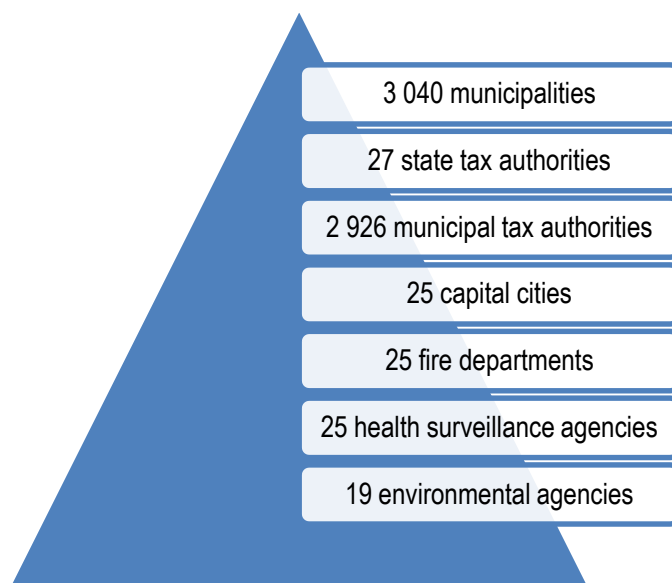 3 040 municipalities
27 state tax authorities
2 926 municipal tax authorities
25 capital cities
25 fire departments
25 health surveillance agencies
19 environmental agencies